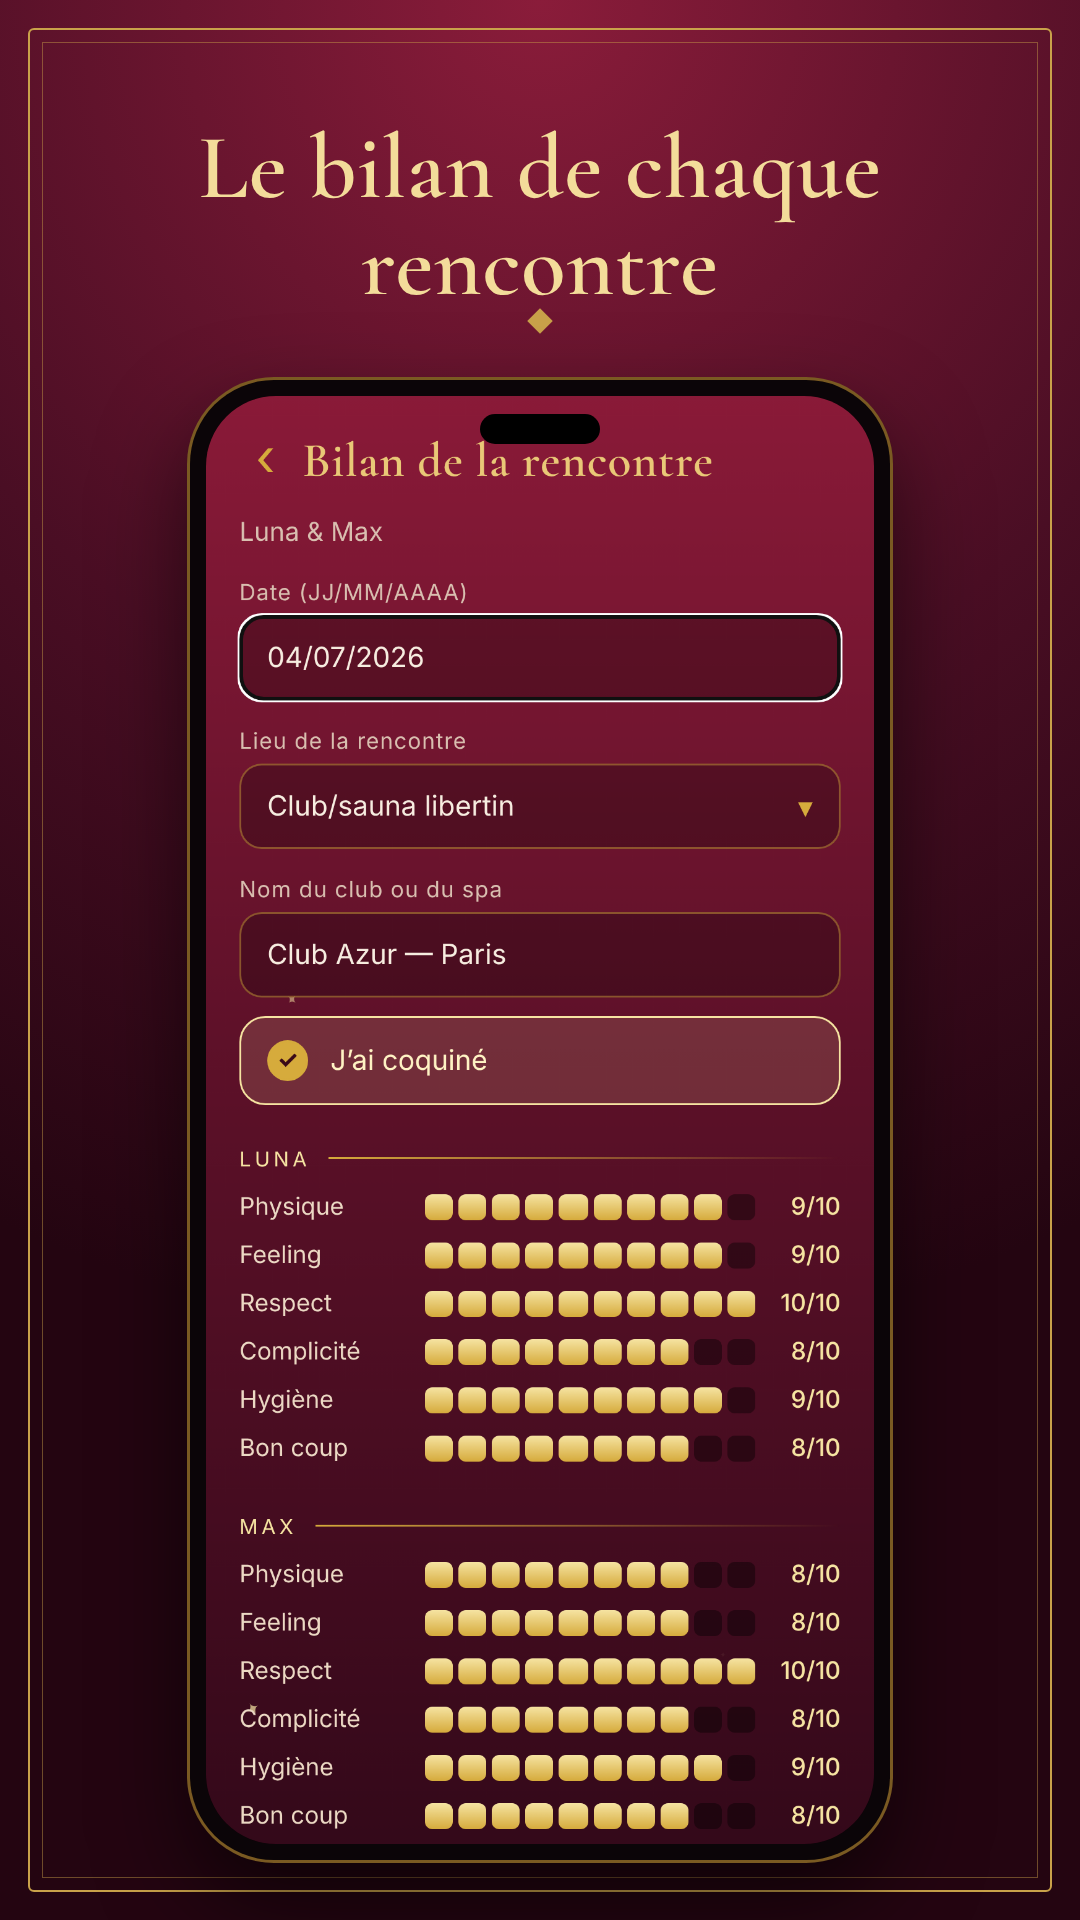 Le bilan de chaque
rencontre
Bilan de la rencontre
Luna & Max
Date (JJ/MM/AAAA)
04/07/2026
Lieu de la rencontre
Club/sauna libertin
Nom du club ou du spa
Club Azur — Paris
J’ai coquiné
LUNA
Physique 9/10
Feeling 9/10
Respect 10/10
Complicité 8/10
Hygiène 9/10
Bon coup 8/10
MAX
Physique 8/10
Feeling 8/10
Respect 10/10
Complicité 8/10
Hygiène 9/10
Bon coup 8/10